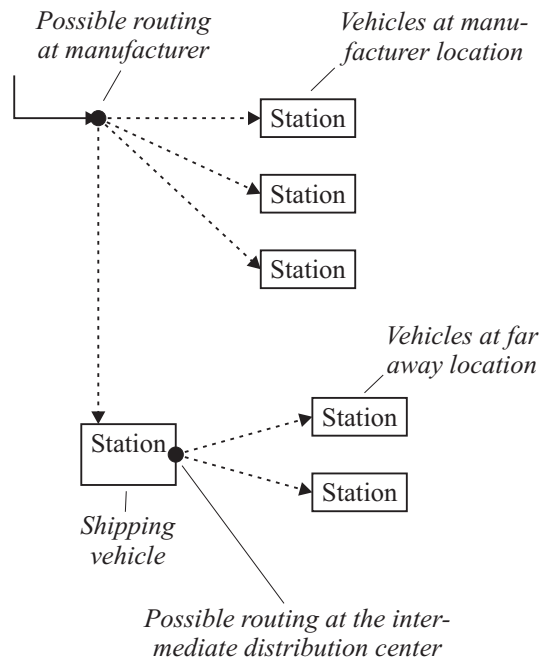 Possible routing
at manufacturer
Vehicles at manu-
facturer location
Station
Station
Station
Vehicles at far
away location
Station
Station
Station
Shipping
vehicle
Possible routing at the inter-
mediate distribution center